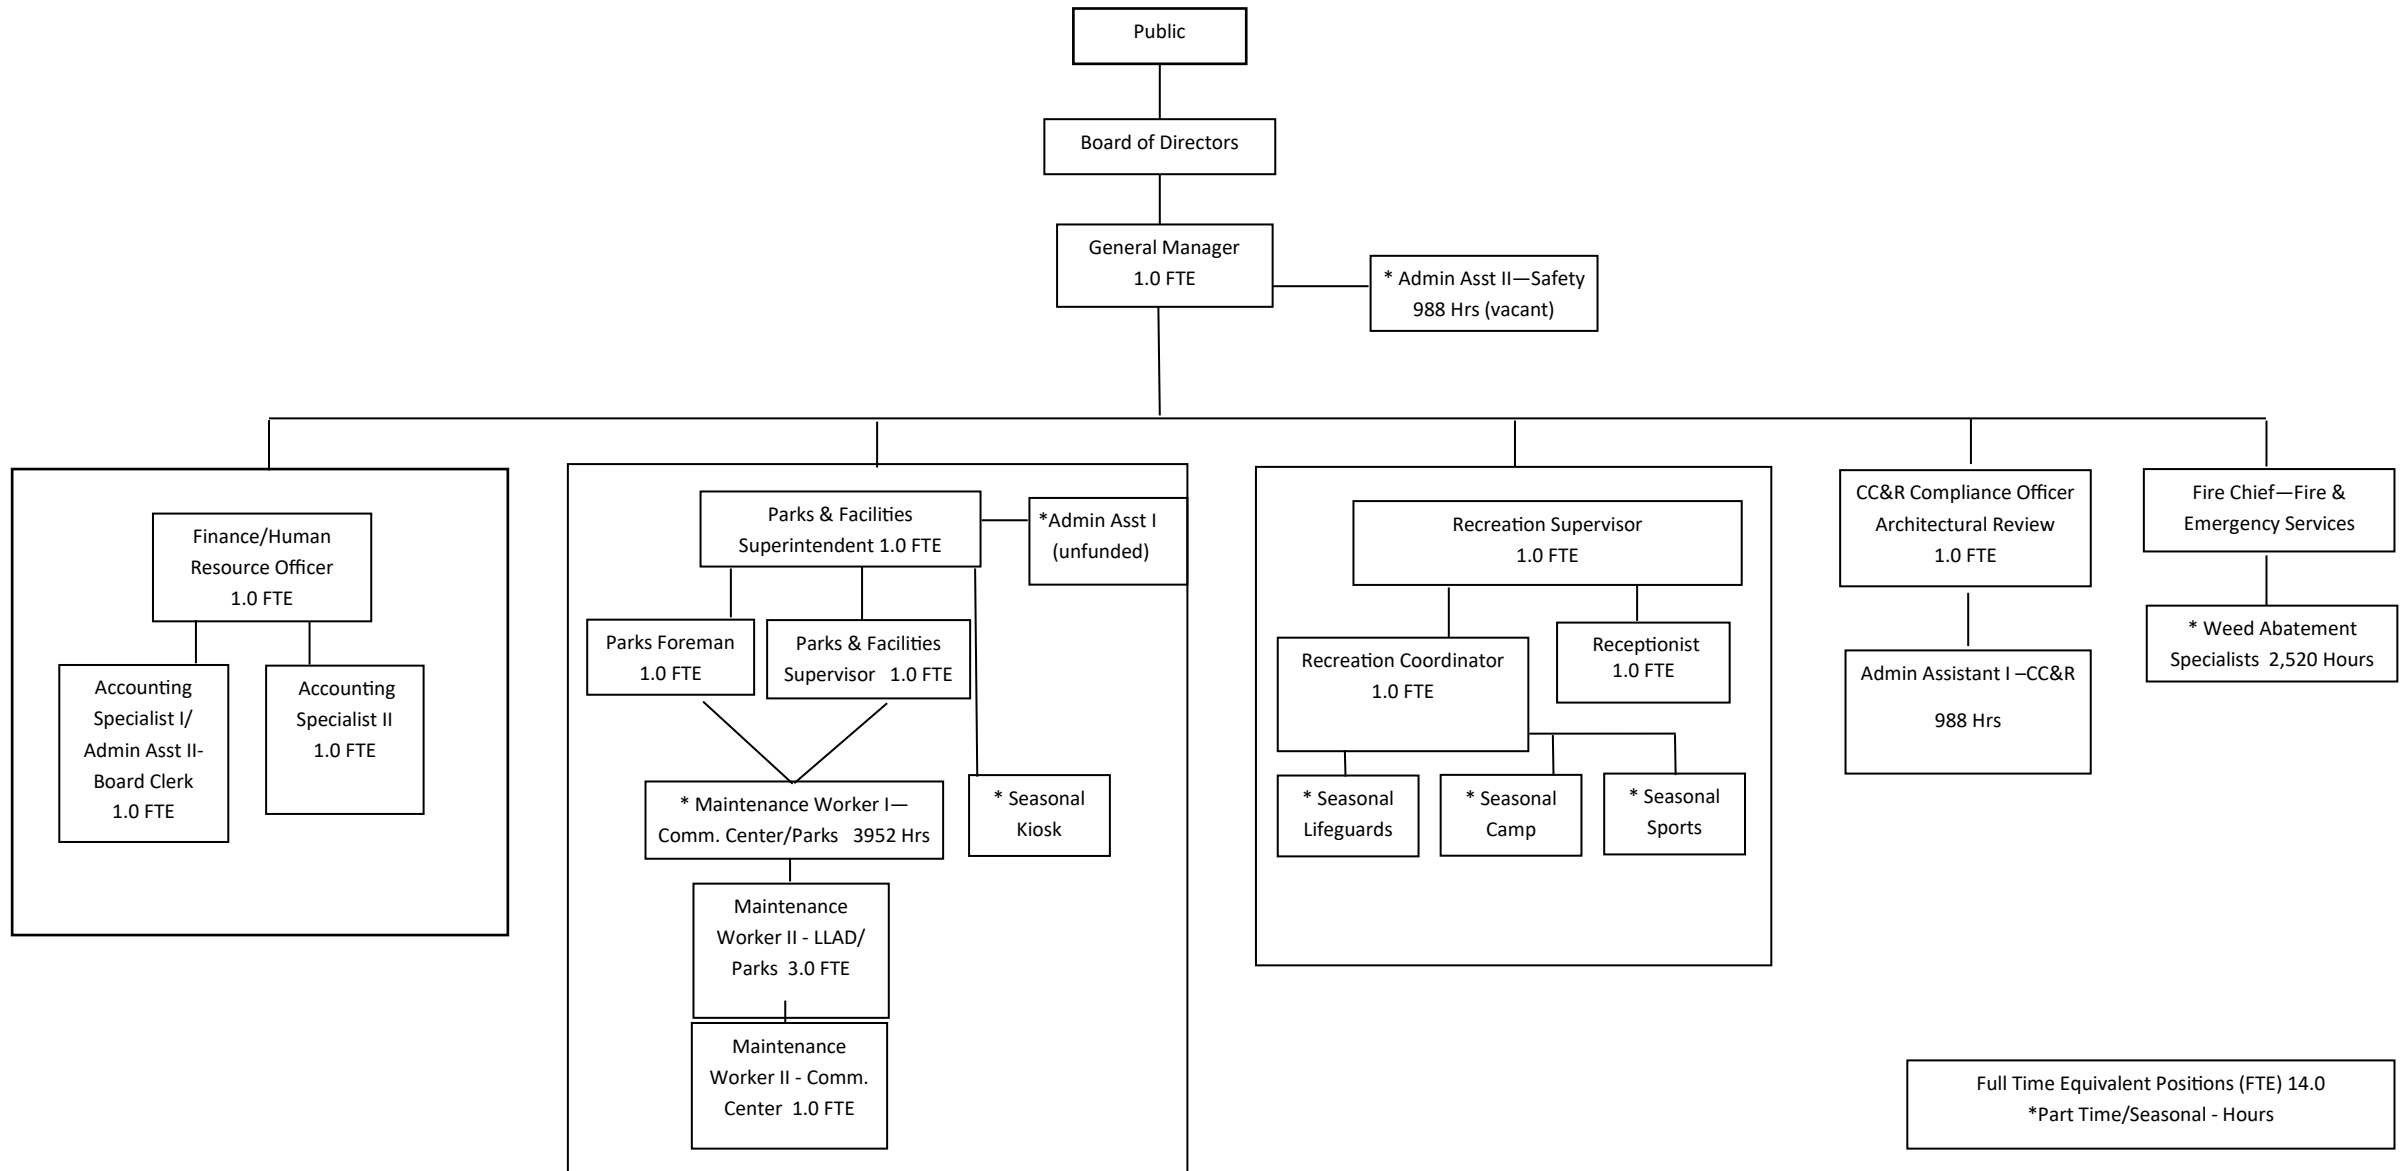 Public
Board of Directors
General Manager
1.0 FTE
* Admin Asst II—Safety
988 Hrs (vacant)
Finance/Human
Resource Officer
1.0 FTE
Accounting
Specialist I/
Admin Asst II-
Board Clerk
1.0 FTE
Accounting
Specialist II
1.0 FTE
Parks & Facilities
Superintendent 1.0 FTE
*Admin Asst I
(unfunded)
Parks Foreman
1.0 FTE
Parks & Facilities
Supervisor 1.0 FTE
* Maintenance Worker I—
Comm. Center/Parks 3952 Hrs
* Seasonal
Kiosk
Maintenance
Worker II - LLAD/
Parks 3.0 FTE
Maintenance
Worker II - Comm.
Center 1.0 FTE
Recreation Supervisor
1.0 FTE
Recreation Coordinator
1.0 FTE
Receptionist
1.0 FTE
* Seasonal
Lifeguards
* Seasonal
Camp
* Seasonal
Sports
CC&R Compliance Officer
Architectural Review
1.0 FTE
Admin Assistant I –CC&R
988 Hrs
Fire Chief—Fire &
Emergency Services
* Weed Abatement
Specialists 2,520 Hours
Full Time Equivalent Positions (FTE) 14.0
*Part Time/Seasonal - Hours